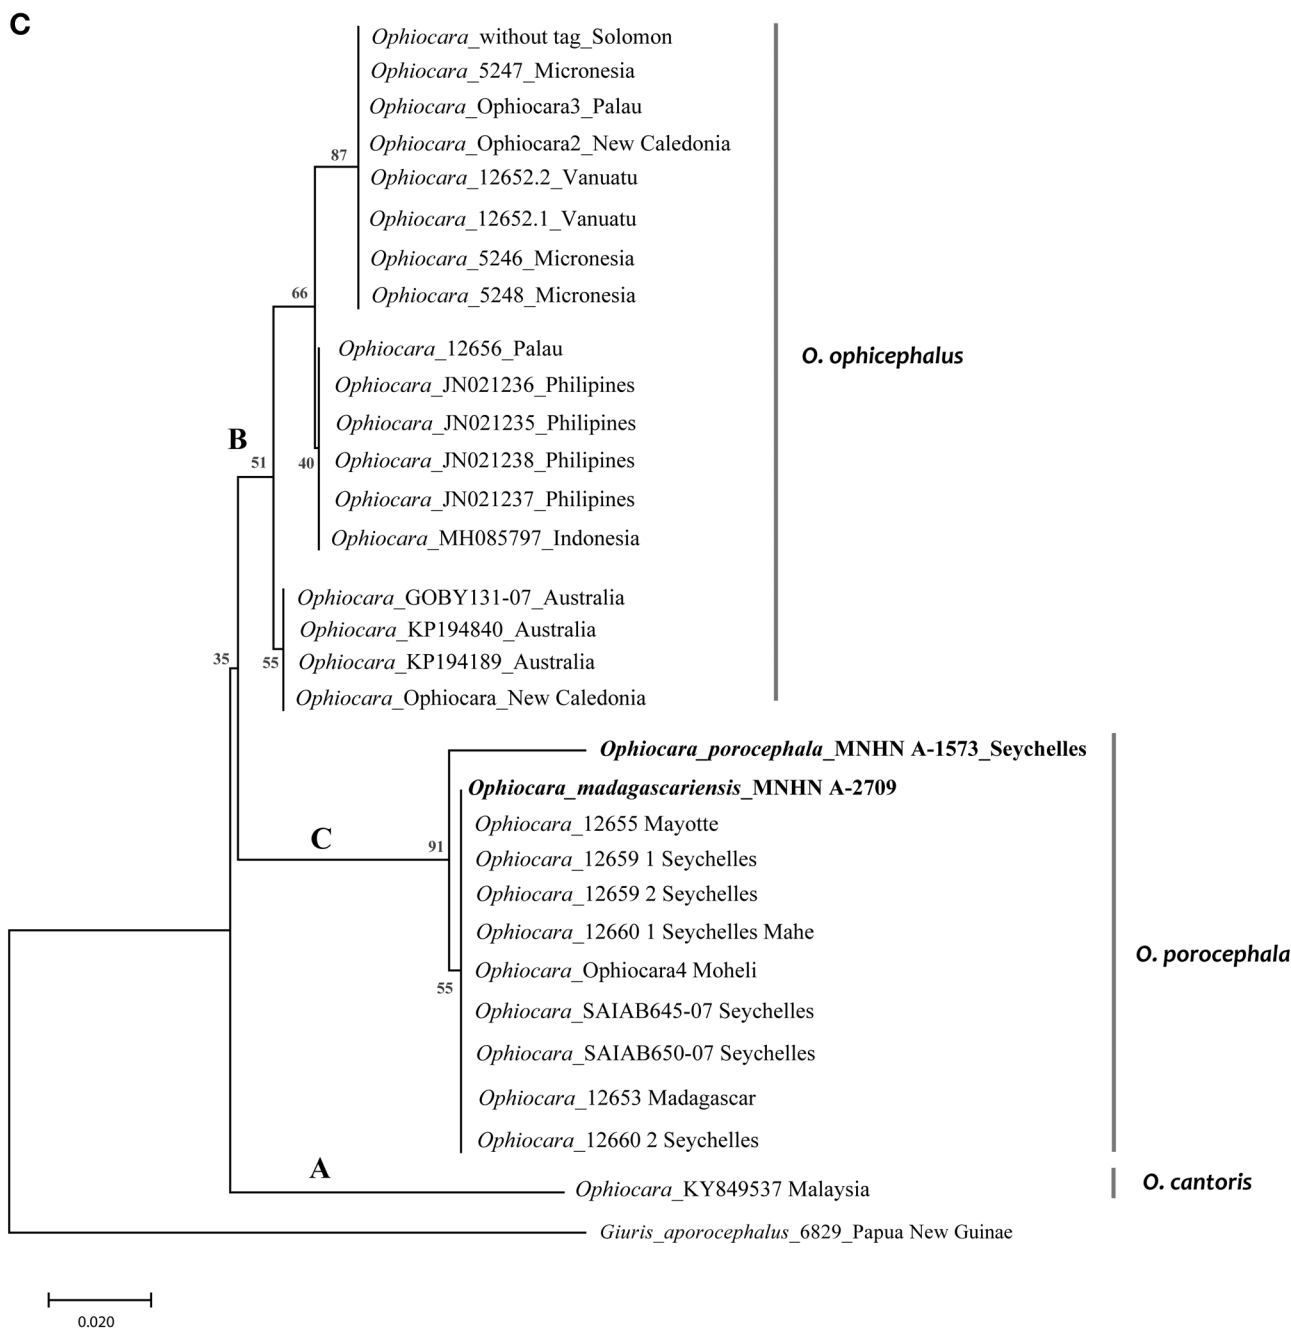 C
Ophiocara_without tag_Solomon
Ophiocara_5247_Micronesia
Ophiocara_Ophiocara3_Palau
Ophiocara_Ophiocara2_New Caledonia
87
Ophiocara_12652.2_Vanuatu
Ophiocara_12652.1_Vanuatu
Ophiocara_5246_Micronesia
66
Ophiocara_5248_Micronesia
Ophiocara_12656_Palau
O. ophicephalus
Ophiocara_JN021236_Philipines
Ophiocara_JN021235_Philipines
B
51
40
Ophiocara_JN021238_Philipines
Ophiocara_JN021237_Philipines
Ophiocara_MH085797_Indonesia
Ophiocara_GOBY131-07_Australia
Ophiocara_KP194840_Australia
35
55
Ophiocara_KP194189_Australia
Ophiocara_Ophiocara_New Caledonia
Ophiocara_porocephala_MNHN A-1573_Seychelles
Ophiocara_madagascariensis_MNHN A-2709
Ophiocara_12655 Mayotte
C
91
Ophiocara_12659 1 Seychelles
Ophiocara_12659 2 Seychelles
Ophiocara_12660 1 Seychelles Mahe
O. porocephala
Ophiocara_Ophiocara4 Moheli
55
Ophiocara_SAIAB645-07 Seychelles
Ophiocara_SAIAB650-07 Seychelles
Ophiocara_12653 Madagascar
Ophiocara_12660 2 Seychelles
A
Ophiocara_KY849537 Malaysia
O. cantoris
Giuris_aporocephalus_6829_Papua New Guinae
0.020